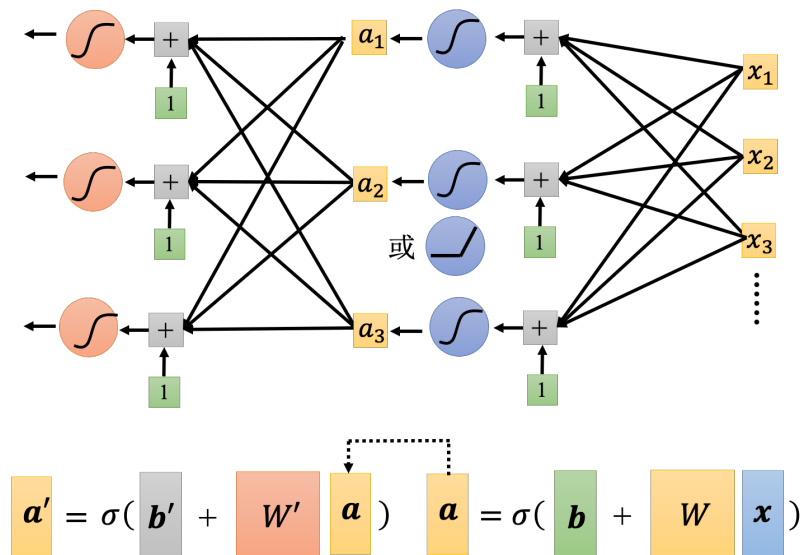 + a₁ +
1 1 x₁
+ a₂ + x₂
1 或 1 x₃
+ a₃ +
1 1
a′ = σ( b′ + W′ a ) a = σ( b + W x )